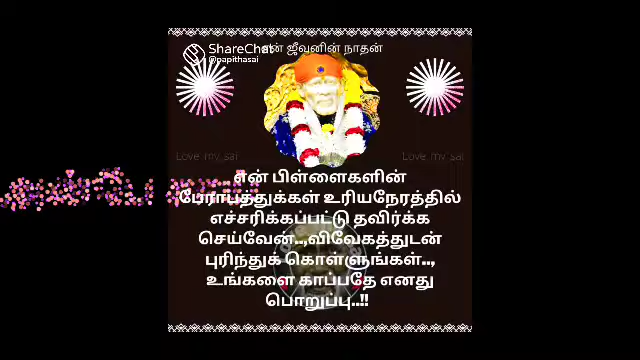 ShareChat
@papithasai
என் ஜீவனின் நாதன்
Love my sai
Love my sai
என் பிள்ளைகளின்
பேராபத்துக்கள் உரியநேரத்தில்
எச்சரிக்கப்பட்டு தவிர்க்க
செய்வேன்..,விவேகத்துடன்
புரிந்துக் கொள்ளுங்கள்..,
உங்களை காப்பதே எனது
பொறுப்பு..!!